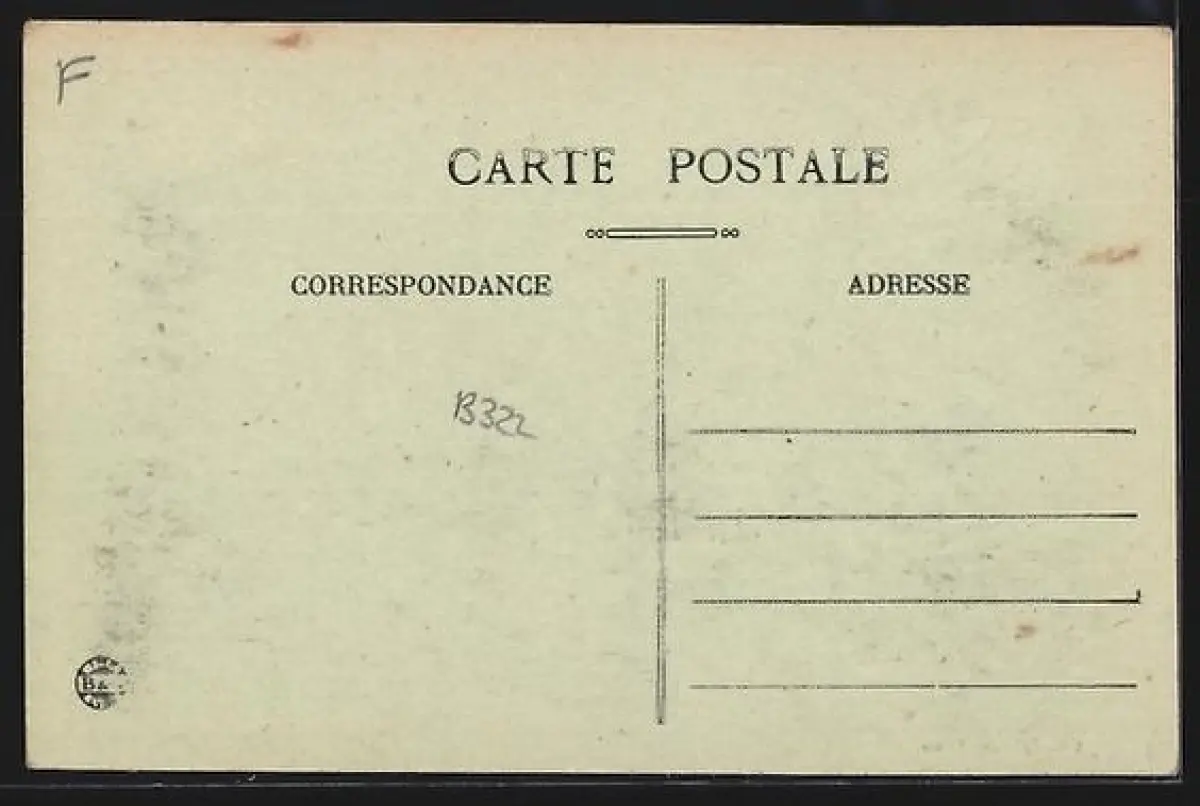 F
CARTE POSTALE
CORRESPONDANCE
ADRESSE
B322